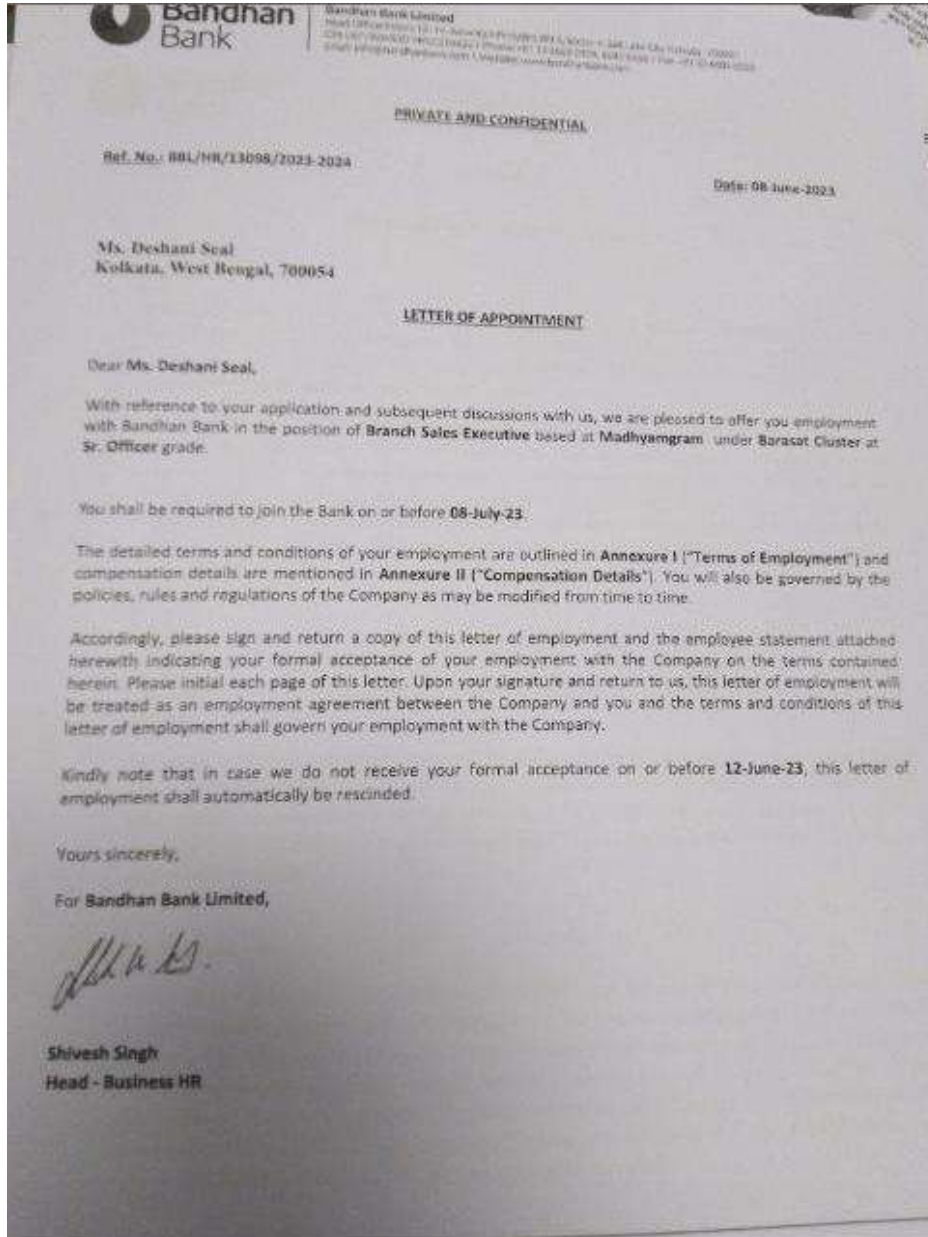 Bandhan
Bank
Bandhan Bank Limited
PRIVATE AND CONFIDENTIAL
Ref. No.: BBL/HR/13098/2023-2024
Date: 08-June-2023
Ms. Deshani Seal
Kolkata, West Bengal, 700054
LETTER OF APPOINTMENT
Dear Ms. Deshani Seal,
With reference to your application and subsequent discussions with us, we are pleased to offer you employment
with Bandhan Bank in the position of Branch Sales Executive based at Madhyamgram under Barasat Cluster at
Sr. Officer grade.
You shall be required to join the Bank on or before 08-July-23.
The detailed terms and conditions of your employment are outlined in Annexure I ("Terms of Employment") and
compensation details are mentioned in Annexure II ("Compensation Details"). You will also be governed by the
policies, rules and regulations of the Company as may be modified from time to time.
Accordingly, please sign and return a copy of this letter of employment and the employee statement attached
herewith indicating your formal acceptance of your employment with the Company on the terms contained
herein. Please initial each page of this letter. Upon your signature and return to us, this letter of employment will
be treated as an employment agreement between the Company and you and the terms and conditions of this
letter of employment shall govern your employment with the Company.
Kindly note that in case we do not receive your formal acceptance on or before 12-June-23, this letter of
employment shall automatically be rescinded.
Yours sincerely,
For Bandhan Bank Limited,
Shivesh Singh
Head - Business HR